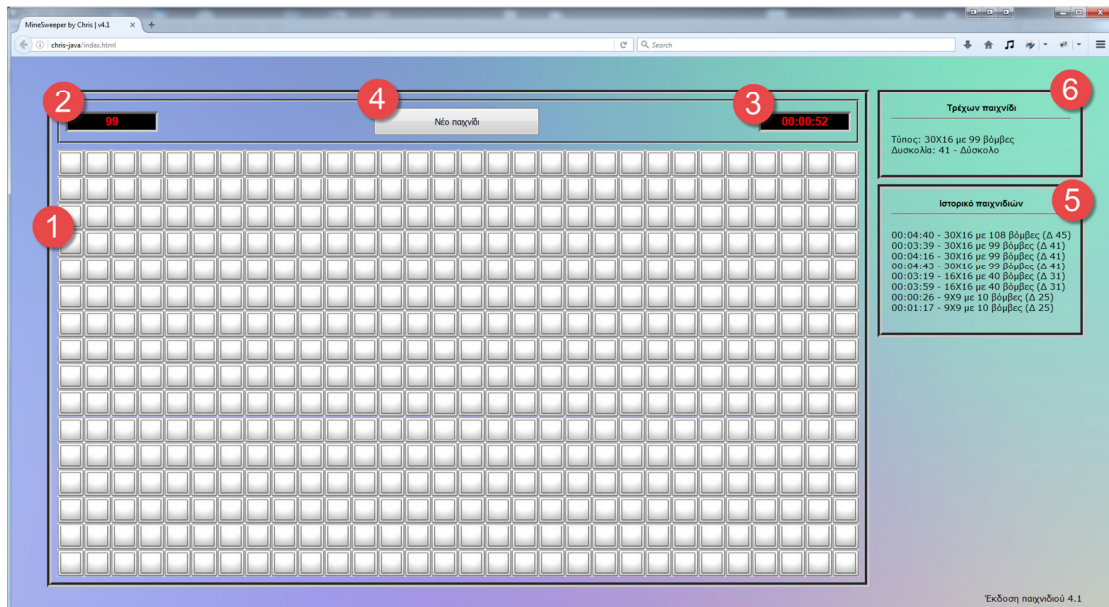 MineSweeper by Chris | v4.1
chris-java/index.html
Search
2
4
3
6
99
Νέο παιχνίδι
00:00:52
Τρέχων παιχνίδι
Τύπος: 30X16 με 99 βόμβες
Δυσκολία: 41 - Δύσκολο
1
5
Ιστορικό παιχνιδιών
00:04:40 - 30X16 με 108 βόμβες (Δ 45)
00:03:39 - 30X16 με 99 βόμβες (Δ 41)
00:04:16 - 30X16 με 99 βόμβες (Δ 41)
00:04:43 - 30X16 με 99 βόμβες (Δ 41)
00:03:19 - 16X16 με 40 βόμβες (Δ 31)
00:03:59 - 16X16 με 40 βόμβες (Δ 31)
00:00:26 - 9X9 με 10 βόμβες (Δ 25)
00:01:17 - 9X9 με 10 βόμβες (Δ 25)
Έκδοση παιχνιδιού 4.1